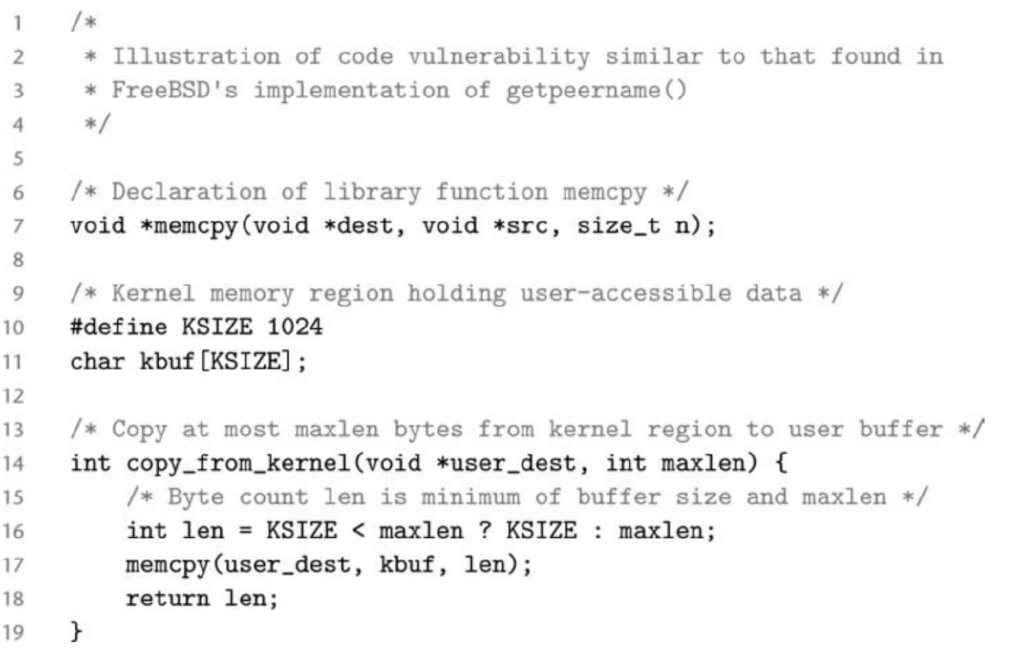 1 /*
2  * Illustration of code vulnerability similar to that found in
3  * FreeBSD's implementation of getpeername()
4  */
5
6 /* Declaration of library function memcpy */
7 void *memcpy(void *dest, void *src, size_t n);
8
9 /* Kernel memory region holding user-accessible data */
10 #define KSIZE 1024
11 char kbuf[KSIZE];
12
13 /* Copy at most maxlen bytes from kernel region to user buffer */
14 int copy_from_kernel(void *user_dest, int maxlen) {
15     /* Byte count len is minimum of buffer size and maxlen */
16     int len = KSIZE < maxlen ? KSIZE : maxlen;
17     memcpy(user_dest, kbuf, len);
18     return len;
19 }